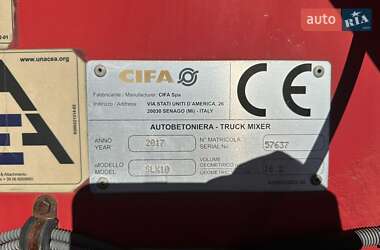 auto RIA.com
www.unacea.org
CIFA
CE
Fabbricante / Manufacturer: CIFA Spa
Indirizzo / Address: VIA STATI UNITI D'AMERICA, 26
20030 SENAGO (MI) - ITALY
AUTOBETONIERA - TRUCK MIXER
ANNO
YEAR
2017
N° MATRICOLA
SERIAL No
57637
MODELLO
MODEL
SLX10
VOLUME
GEOMETRICO